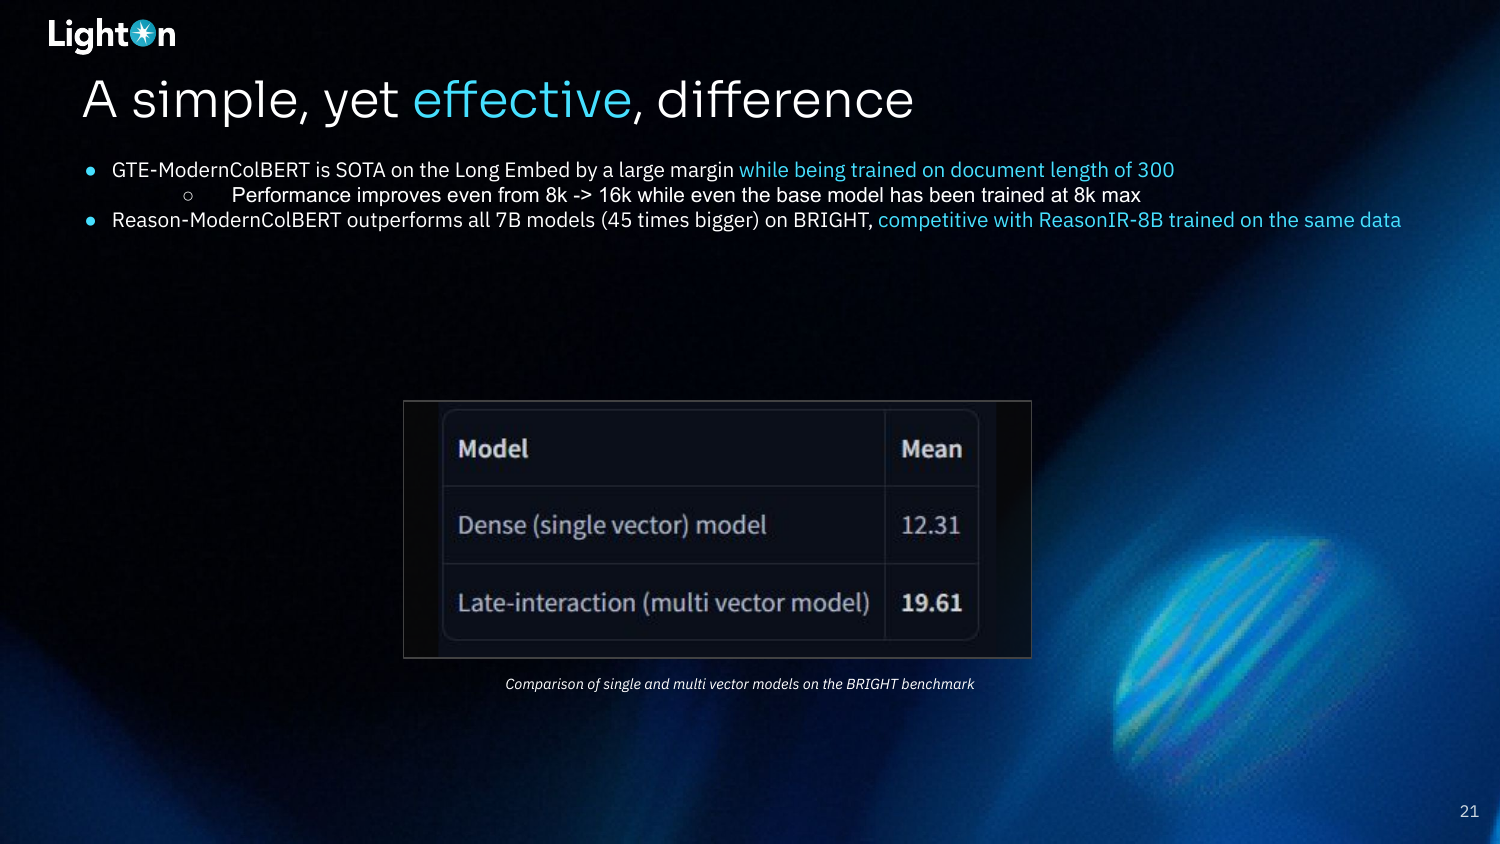 LightOn
A simple, yet effective, difference
● GTE-ModernColBERT is SOTA on the Long Embed by a large margin while being trained on document length of 300
○ Performance improves even from 8k -> 16k while even the base model has been trained at 8k max
● Reason-ModernColBERT outperforms all 7B models (45 times bigger) on BRIGHT, competitive with ReasonIR-8B trained on the same data
Model Mean
Dense (single vector) model 12.31
Late-interaction (multi vector model) 19.61
Comparison of single and multi vector models on the BRIGHT benchmark
21